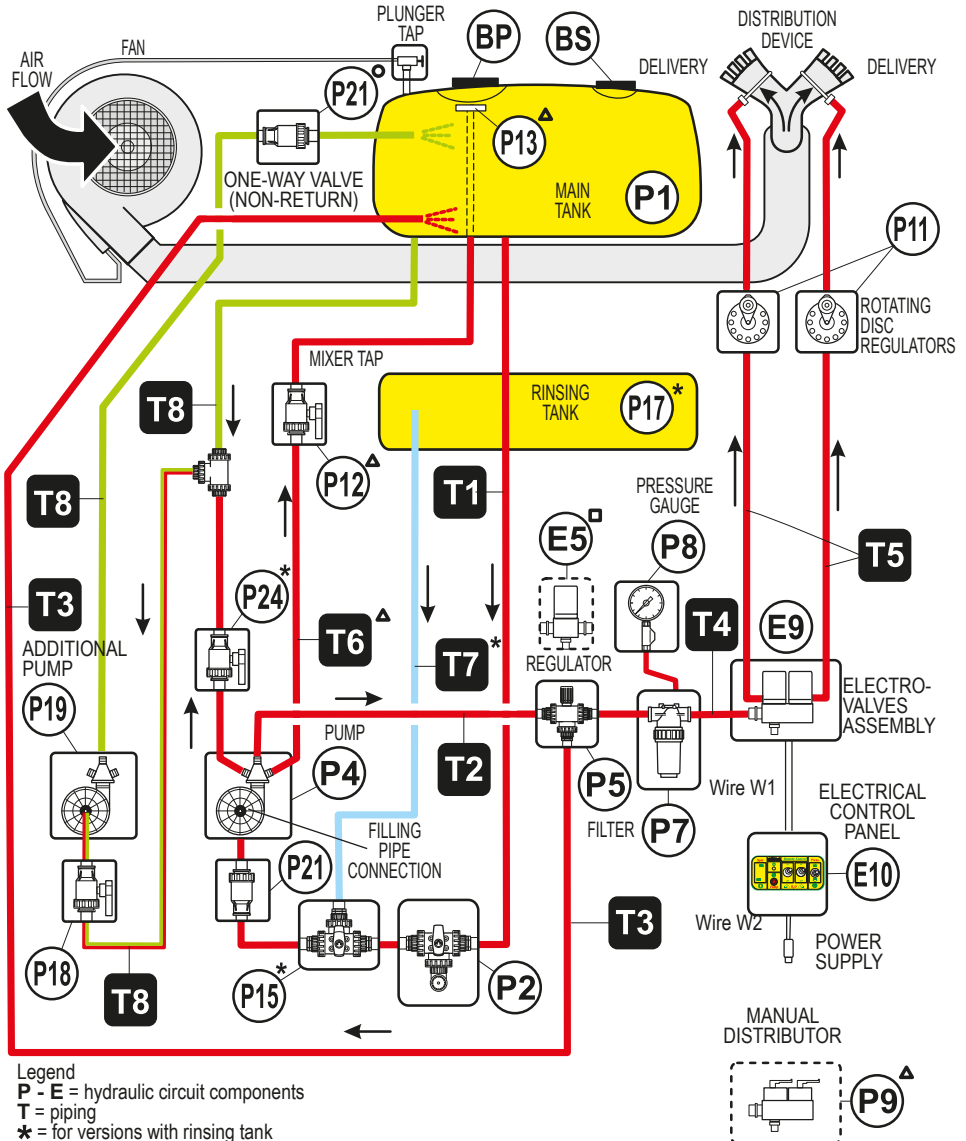 PLUNGER
TAP
BP
BS
DISTRIBUTION
DEVICE
AIR
FLOW
FAN
DELIVERY
DELIVERY
P21
P13
ONE-WAY VALVE
(NON-RETURN)
MAIN
TANK
P1
P11
ROTATING
DISC
REGULATORS
MIXER TAP
RINSING
TANK
P17 *
T8
P12
T8
T1
PRESSURE
GAUGE
E5
P8
T5
T3
P24 *
T6
T7 *
T4
E9
ADDITIONAL
PUMP
REGULATOR
P19
ELECTRO-
VALVES
ASSEMBLY
PUMP
P4
T2
P5
Wire W1
FILTER
P7
ELECTRICAL
CONTROL
PANEL
FILLING
PIPE
CONNECTION
P21
E10
P18
T3
Wire W2
T8
P15 *
P2
POWER
SUPPLY
MANUAL
DISTRIBUTOR
P9
Legend
P - E = hydraulic circuit components
T = piping
* = for versions with rinsing tank